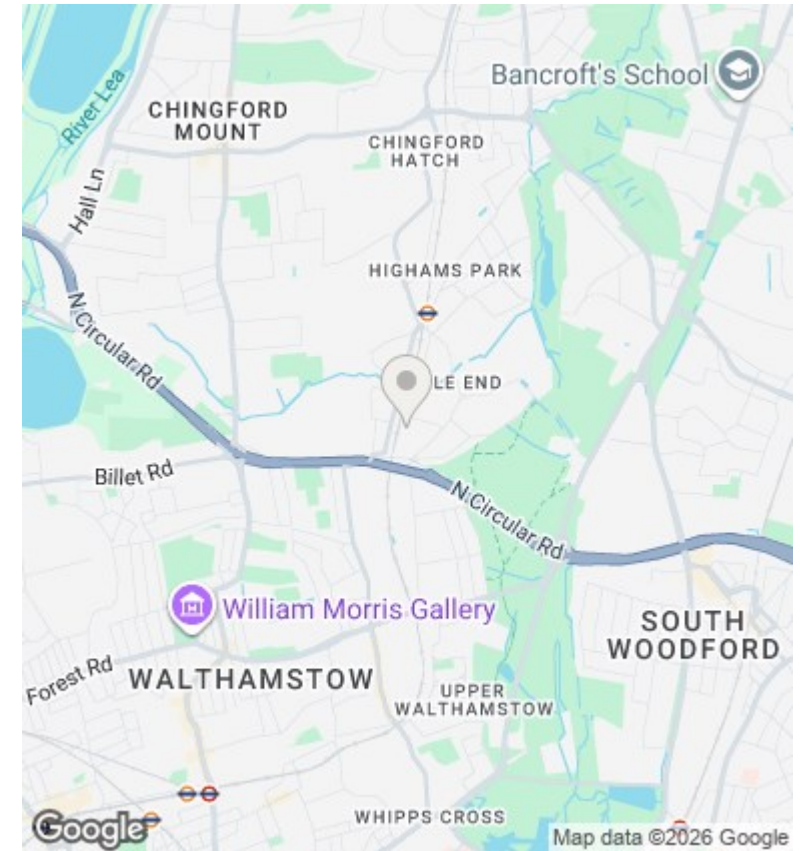 Bancroft's School
River Lea
CHINGFORD
MOUNT
CHINGFORD
HATCH
Hall Ln
HIGHAMS PARK
N Circular Rd
LE END
Billet Rd
N Circular Rd
William Morris Gallery
SOUTH
WOODFORD
Forest Rd
WALTHAMSTOW
UPPER
WALTHAMSTOW
WHIPPS CROSS
Google
Map data ©2026 Google